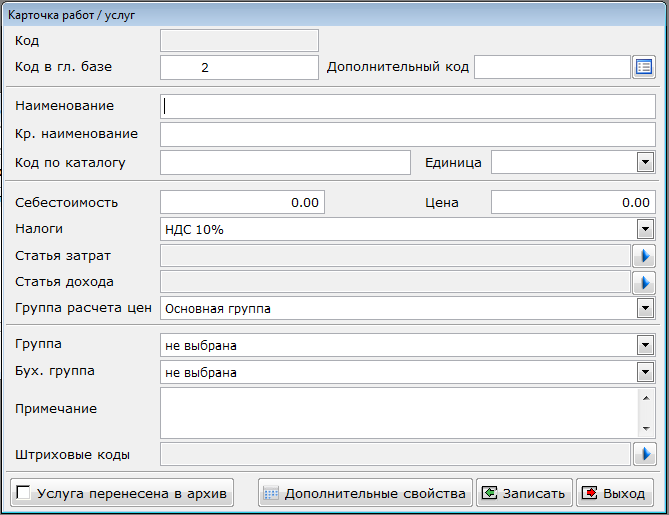 Карточка работ / услуг
Код
Код в гл. базе 2 Дополнительный код
Наименование
Кр. наименование
Код по каталогу Единица
Себестоимость 0.00 Цена 0.00
Налоги НДС 10%
Статья затрат
Статья дохода
Группа расчета цен Основная группа
Группа не выбрана
Бух. группа не выбрана
Примечание
Штриховые коды
Услуга перенесена в архив Дополнительные свойства Записать Выход